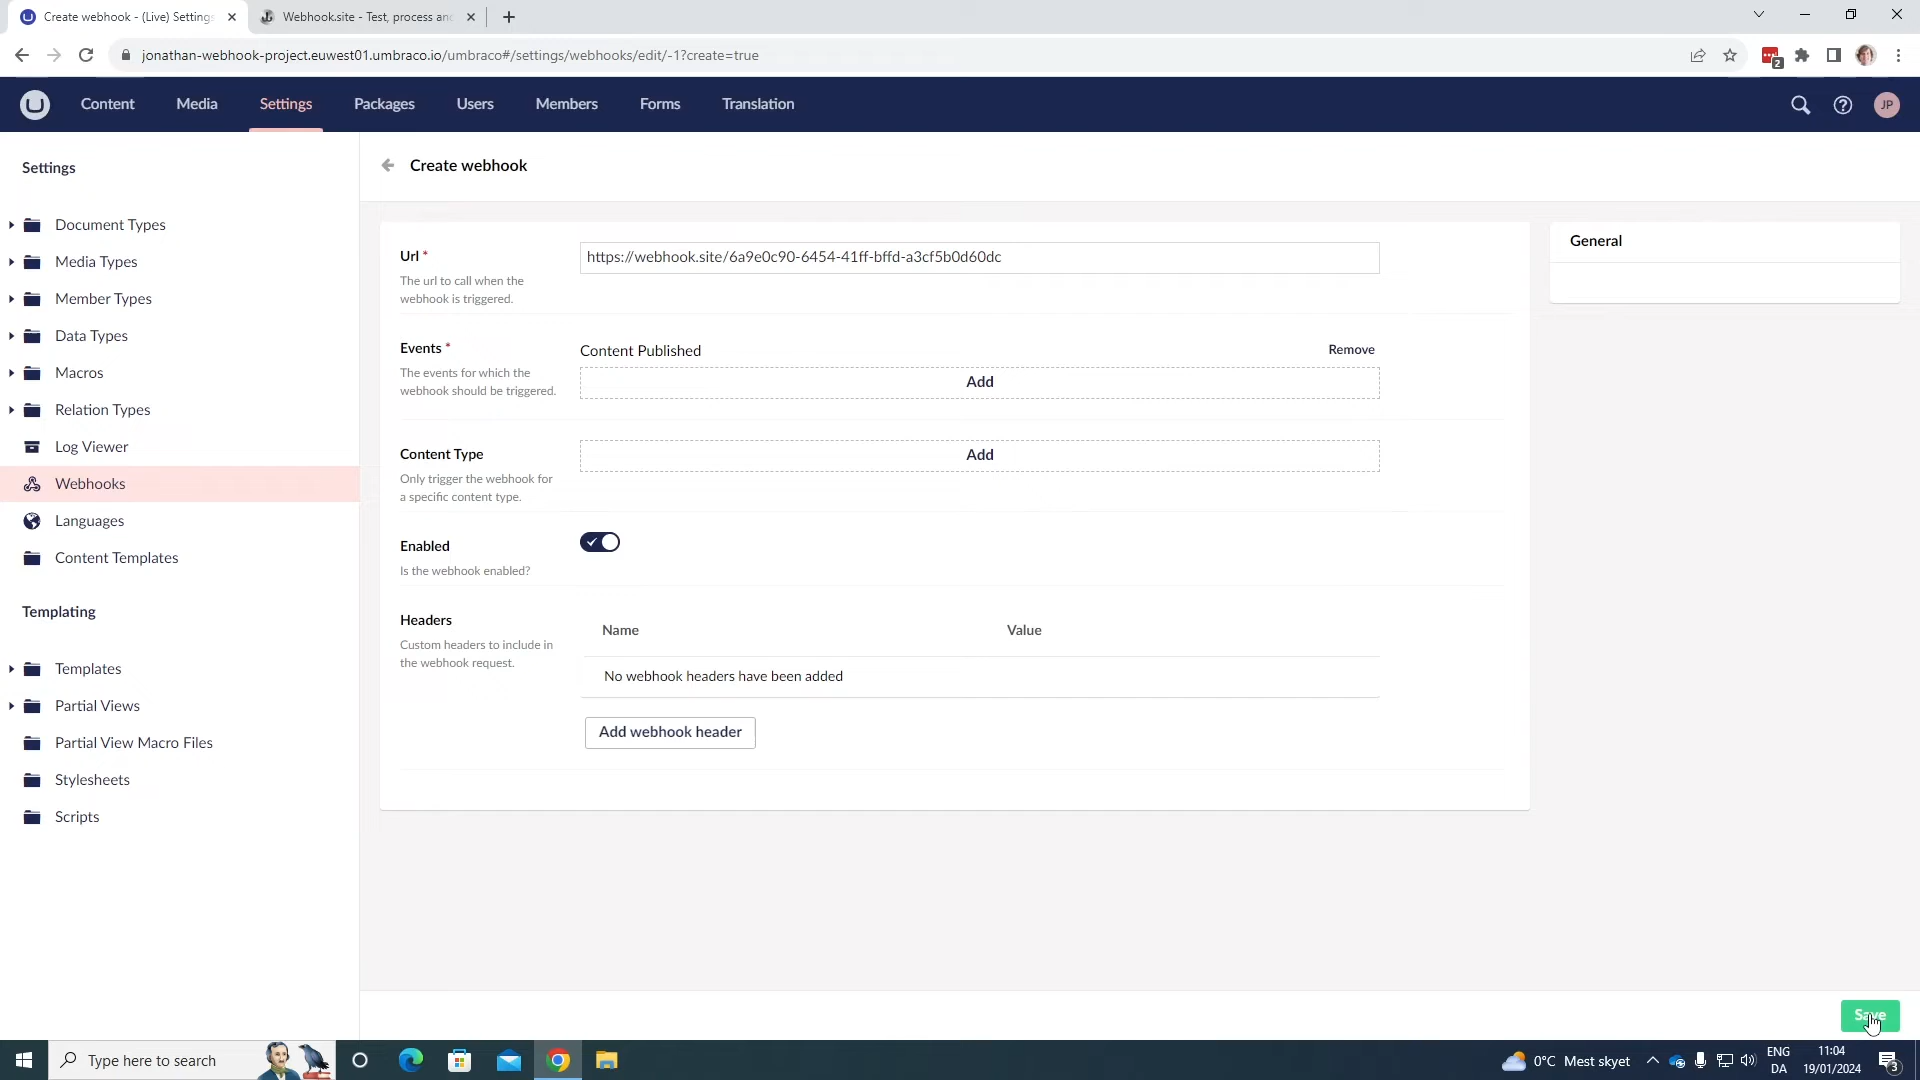 Create webhook - (Live) Settings
Webhook.site - Test, process and
jonathan-webhook-project.euwest01.umbraco.io/umbraco#/settings/webhooks/edit/-1?create=true
2
Content
Media
Settings
Packages
Users
Members
Forms
Translation
JP
Settings
Document Types
Media Types
Member Types
Data Types
Macros
Relation Types
Log Viewer
Webhooks
Languages
Content Templates
Templating
Templates
Partial Views
Partial View Macro Files
Stylesheets
Scripts
Create webhook
Url *
The url to call when the
webhook is triggered.
https://webhook.site/6a9e0c90-6454-41ff-bffd-a3cf5b0d60dc
Events *
The events for which the
webhook should be triggered.
Content Published
Remove
Add
Content Type
Only trigger the webhook for
a specific content type.
Add
Enabled
Is the webhook enabled?
Headers
Custom headers to include in
the webhook request.
Name
Value
No webhook headers have been added
Add webhook header
General
Save
Type here to search
0°C Mest skyet
ENG
DA
11:04
19/01/2024
3